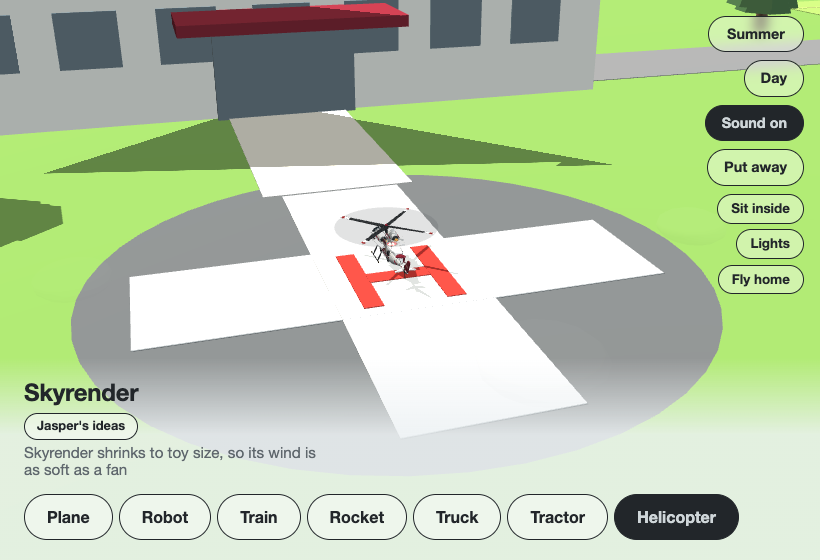 Summer
Day
Sound on
Put away
Sit inside
Lights
Fly home
H
Skyrender
Jasper's ideas
Skyrender shrinks to toy size, so its wind is
as soft as a fan
Plane
Robot
Train
Rocket
Truck
Tractor
Helicopter